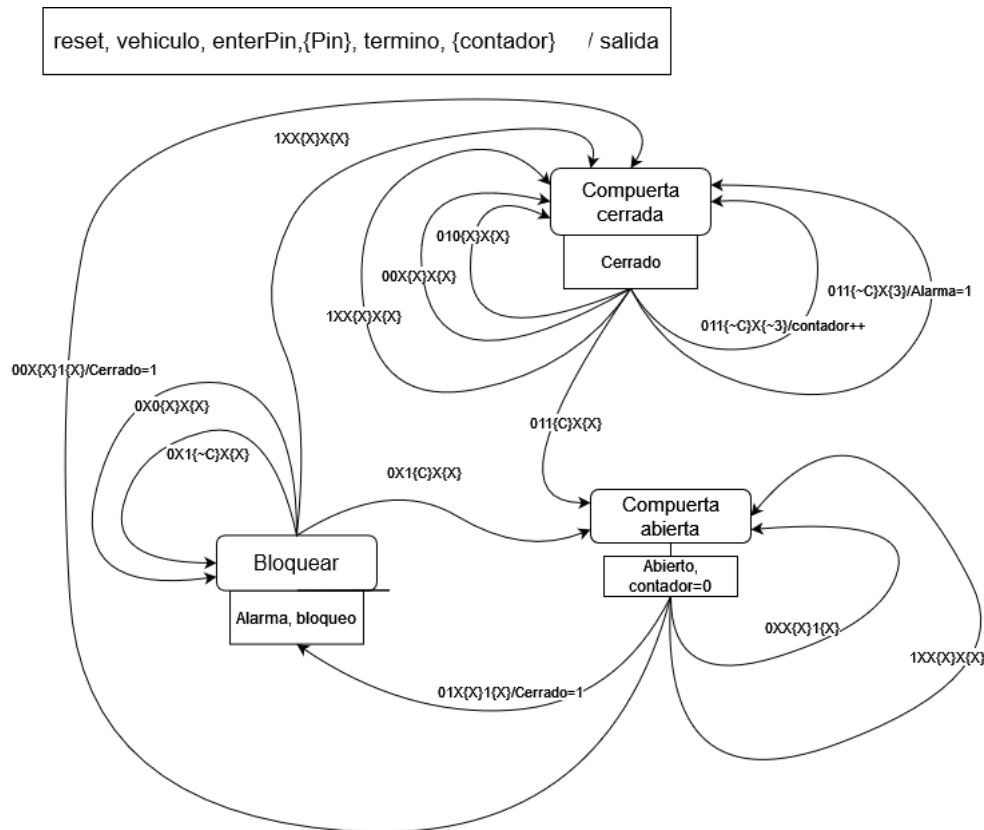 reset, vehiculo, enterPin,{Pin}, termino, {contador} / salida
1XX{X}X{X}
Compuerta
cerrada
Cerrado
010{X}X{X}
00X{X}X{X}
1XX{X}X{X}
011{~C}X{3}/Alarma=1
011{~C}X{~3}/contador++
00X{X}1{X}/Cerrado=1
0X0{X}X{X}
0X1{~C}X{X}
011{C}X{X}
0X1{C}X{X}
Compuerta
abierta
Abierto,
contador=0
Bloquear
Alarma, bloqueo
0XX{X}1{X}
1XX{X}X{X}
01X{X}1{X}/Cerrado=1